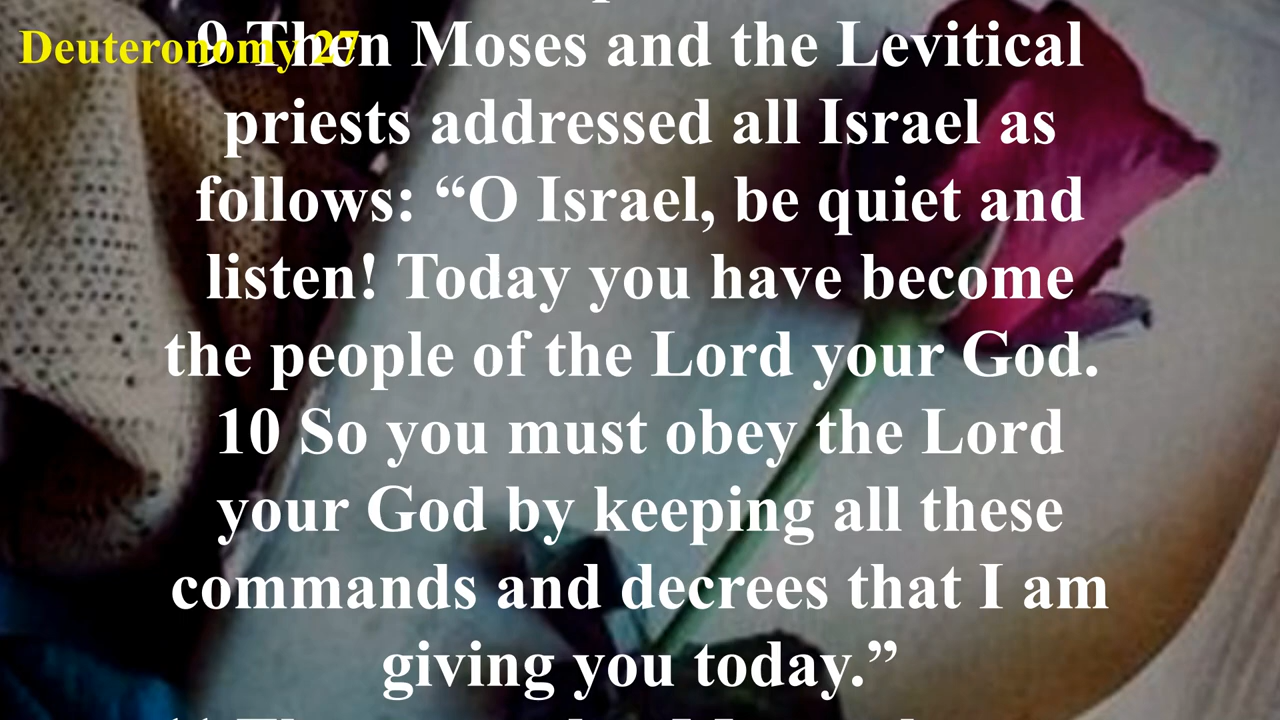 Deuteronomy 27
9 Then Moses and the Levitical
priests addressed all Israel as
follows: “O Israel, be quiet and
listen! Today you have become
the people of the Lord your God.
10 So you must obey the Lord
your God by keeping all these
commands and decrees that I am
giving you today.”